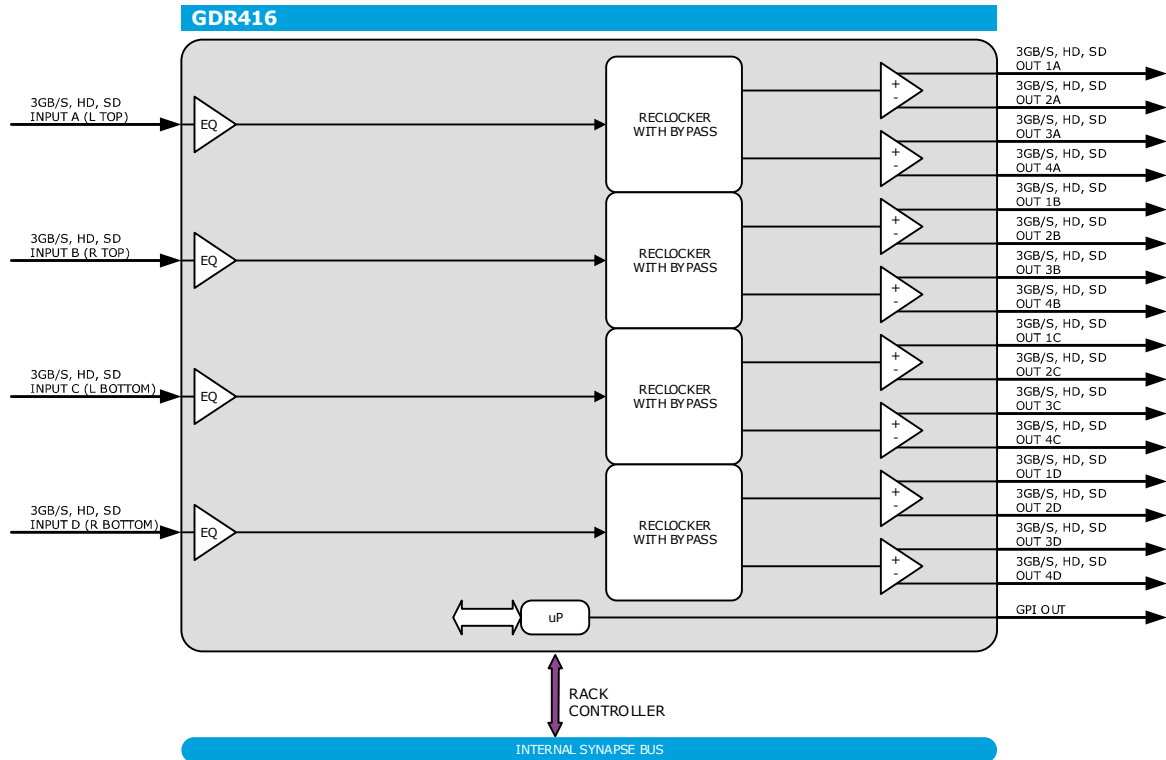 GDR416
3GB/S, HD, SD
INPUT A (L TOP)
EQ
RECLOCKER
WITH BYPASS
+
-
+
-
3GB/S, HD, SD
OUT 1A
3GB/S, HD, SD
OUT 2A
3GB/S, HD, SD
OUT 3A
3GB/S, HD, SD
OUT 4A
3GB/S, HD, SD
INPUT B (R TOP)
EQ
RECLOCKER
WITH BYPASS
+
-
+
-
3GB/S, HD, SD
OUT 1B
3GB/S, HD, SD
OUT 2B
3GB/S, HD, SD
OUT 3B
3GB/S, HD, SD
OUT 4B
3GB/S, HD, SD
INPUT C (L BOTTOM)
EQ
RECLOCKER
WITH BYPASS
+
-
+
-
3GB/S, HD, SD
OUT 1C
3GB/S, HD, SD
OUT 2C
3GB/S, HD, SD
OUT 3C
3GB/S, HD, SD
OUT 4C
3GB/S, HD, SD
INPUT D (R BOTTOM)
EQ
RECLOCKER
WITH BYPASS
+
-
+
-
3GB/S, HD, SD
OUT 1D
3GB/S, HD, SD
OUT 2D
3GB/S, HD, SD
OUT 3D
3GB/S, HD, SD
OUT 4D
uP
GPI OUT
RACK
CONTROLLER
INTERNAL SYNAPSE BUS